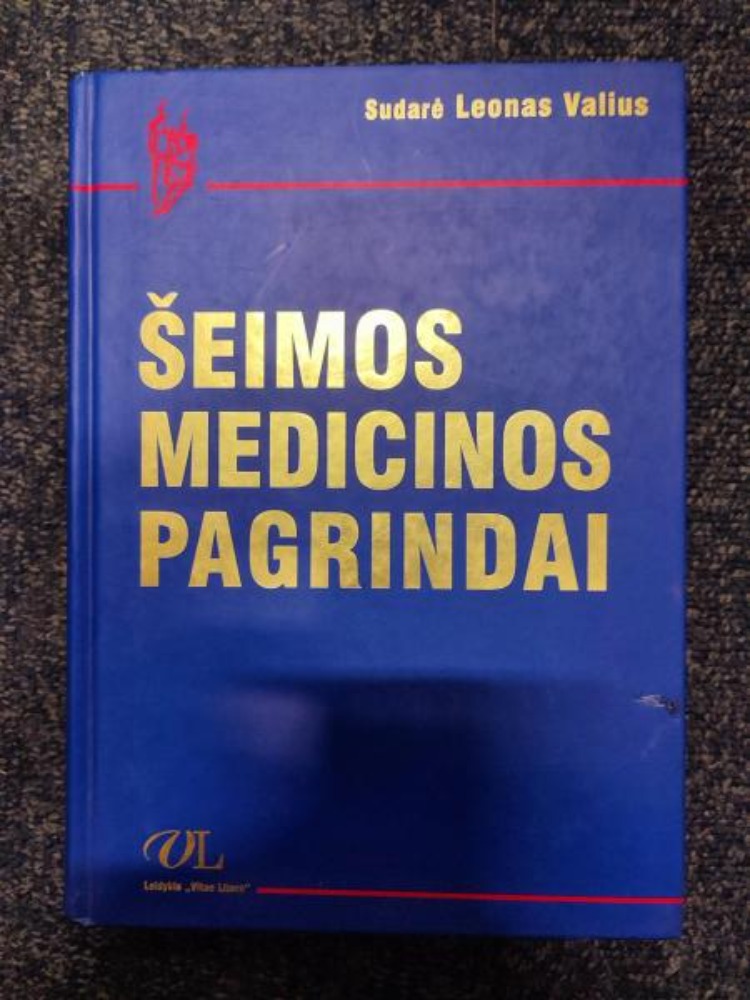 Sudarė Leonas Valius
ŠEIMOS
MEDICINOS
PAGRINDAI
VL
Leidykla „Vitae Litera“